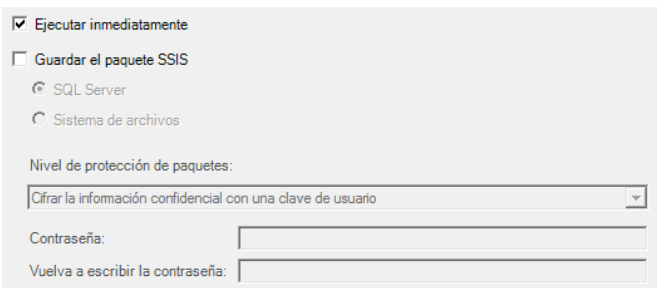 Ejecutar inmediatamente
Guardar el paquete SSIS
SQL Server
Sistema de archivos
Nivel de protección de paquetes:
Cifrar la información confidencial con una clave de usuario
Contraseña:
Vuelva a escribir la contraseña: